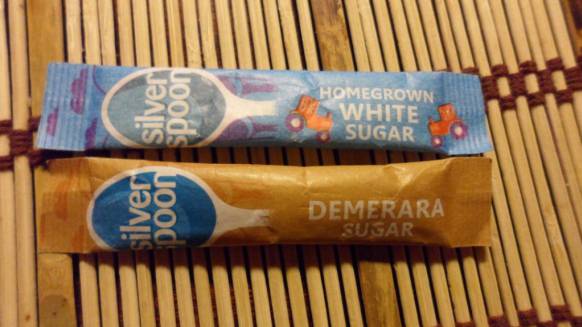 silver
spoon
HOMEGROWN
WHITE
SUGAR
silver
spoon
DEMERARA
SUGAR